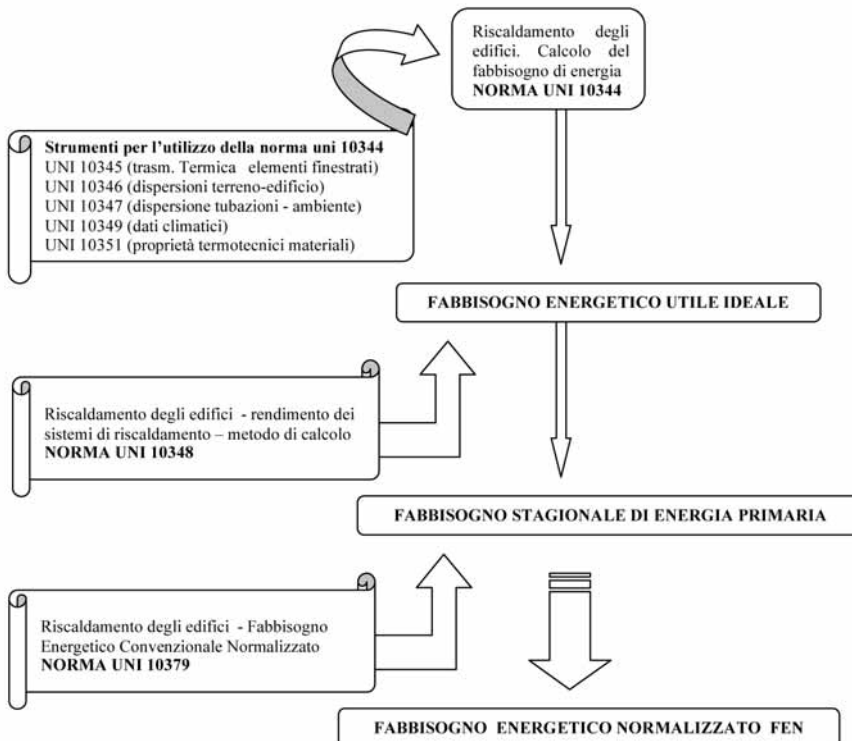 Riscaldamento degli
edifici. Calcolo del
fabbisogno di energia
NORMA UNI 10344
Strumenti per l'utilizzo della norma uni 10344
UNI 10345 (trasm. Termica elementi finestrati)
UNI 10346 (dispersioni terreno-edificio)
UNI 10347 (dispersione tubazioni - ambiente)
UNI 10349 (dati climatici)
UNI 10351 (proprietà termotecnici materiali)
FABBISOGNO ENERGETICO UTILE IDEALE
Riscaldamento degli edifici - rendimento dei
sistemi di riscaldamento – metodo di calcolo
NORMA UNI 10348
FABBISOGNO STAGIONALE DI ENERGIA PRIMARIA
Riscaldamento degli edifici - Fabbisogno
Energetico Convenzionale Normalizzato
NORMA UNI 10379
FABBISOGNO ENERGETICO NORMALIZZATO FEN